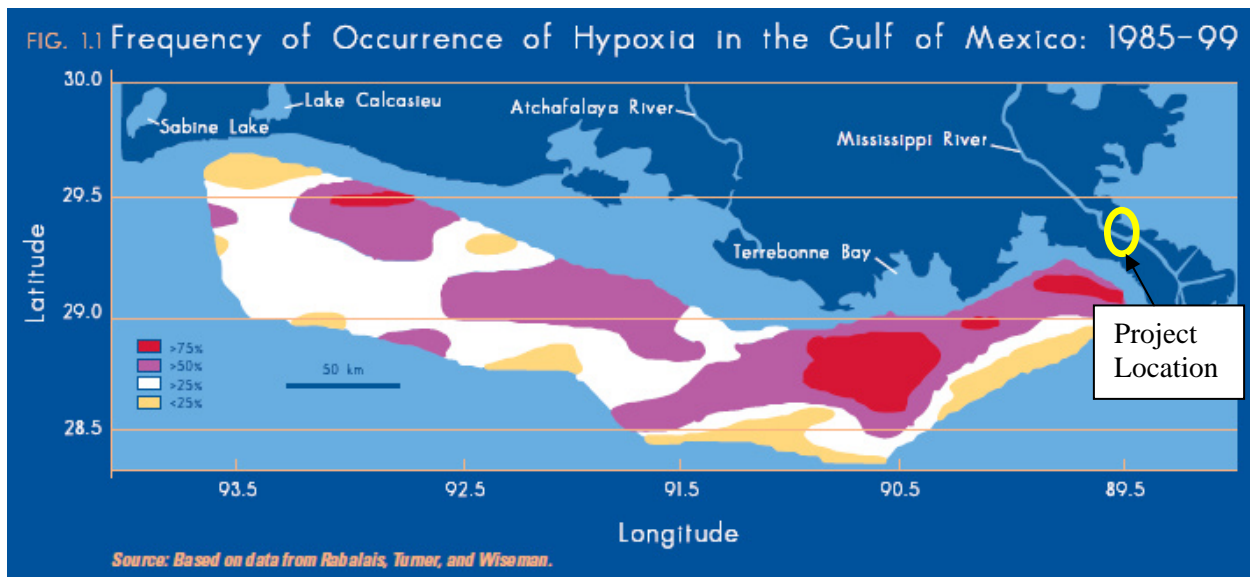 FIG. 1.1 Frequency of Occurrence of Hypoxia in the Gulf of Mexico: 1985-99
30.0
29.5
29.0
28.5
Latitude
Sabine Lake
Lake Calcasieu
Atchafalaya River
Mississippi River
Terrebonne Bay
Project
Location
>75%
>50%
>25%
<25%
50 km
93.5
92.5
91.5
90.5
89.5
Longitude
Source: Based on data from Rabalais, Turner, and Wiseman.